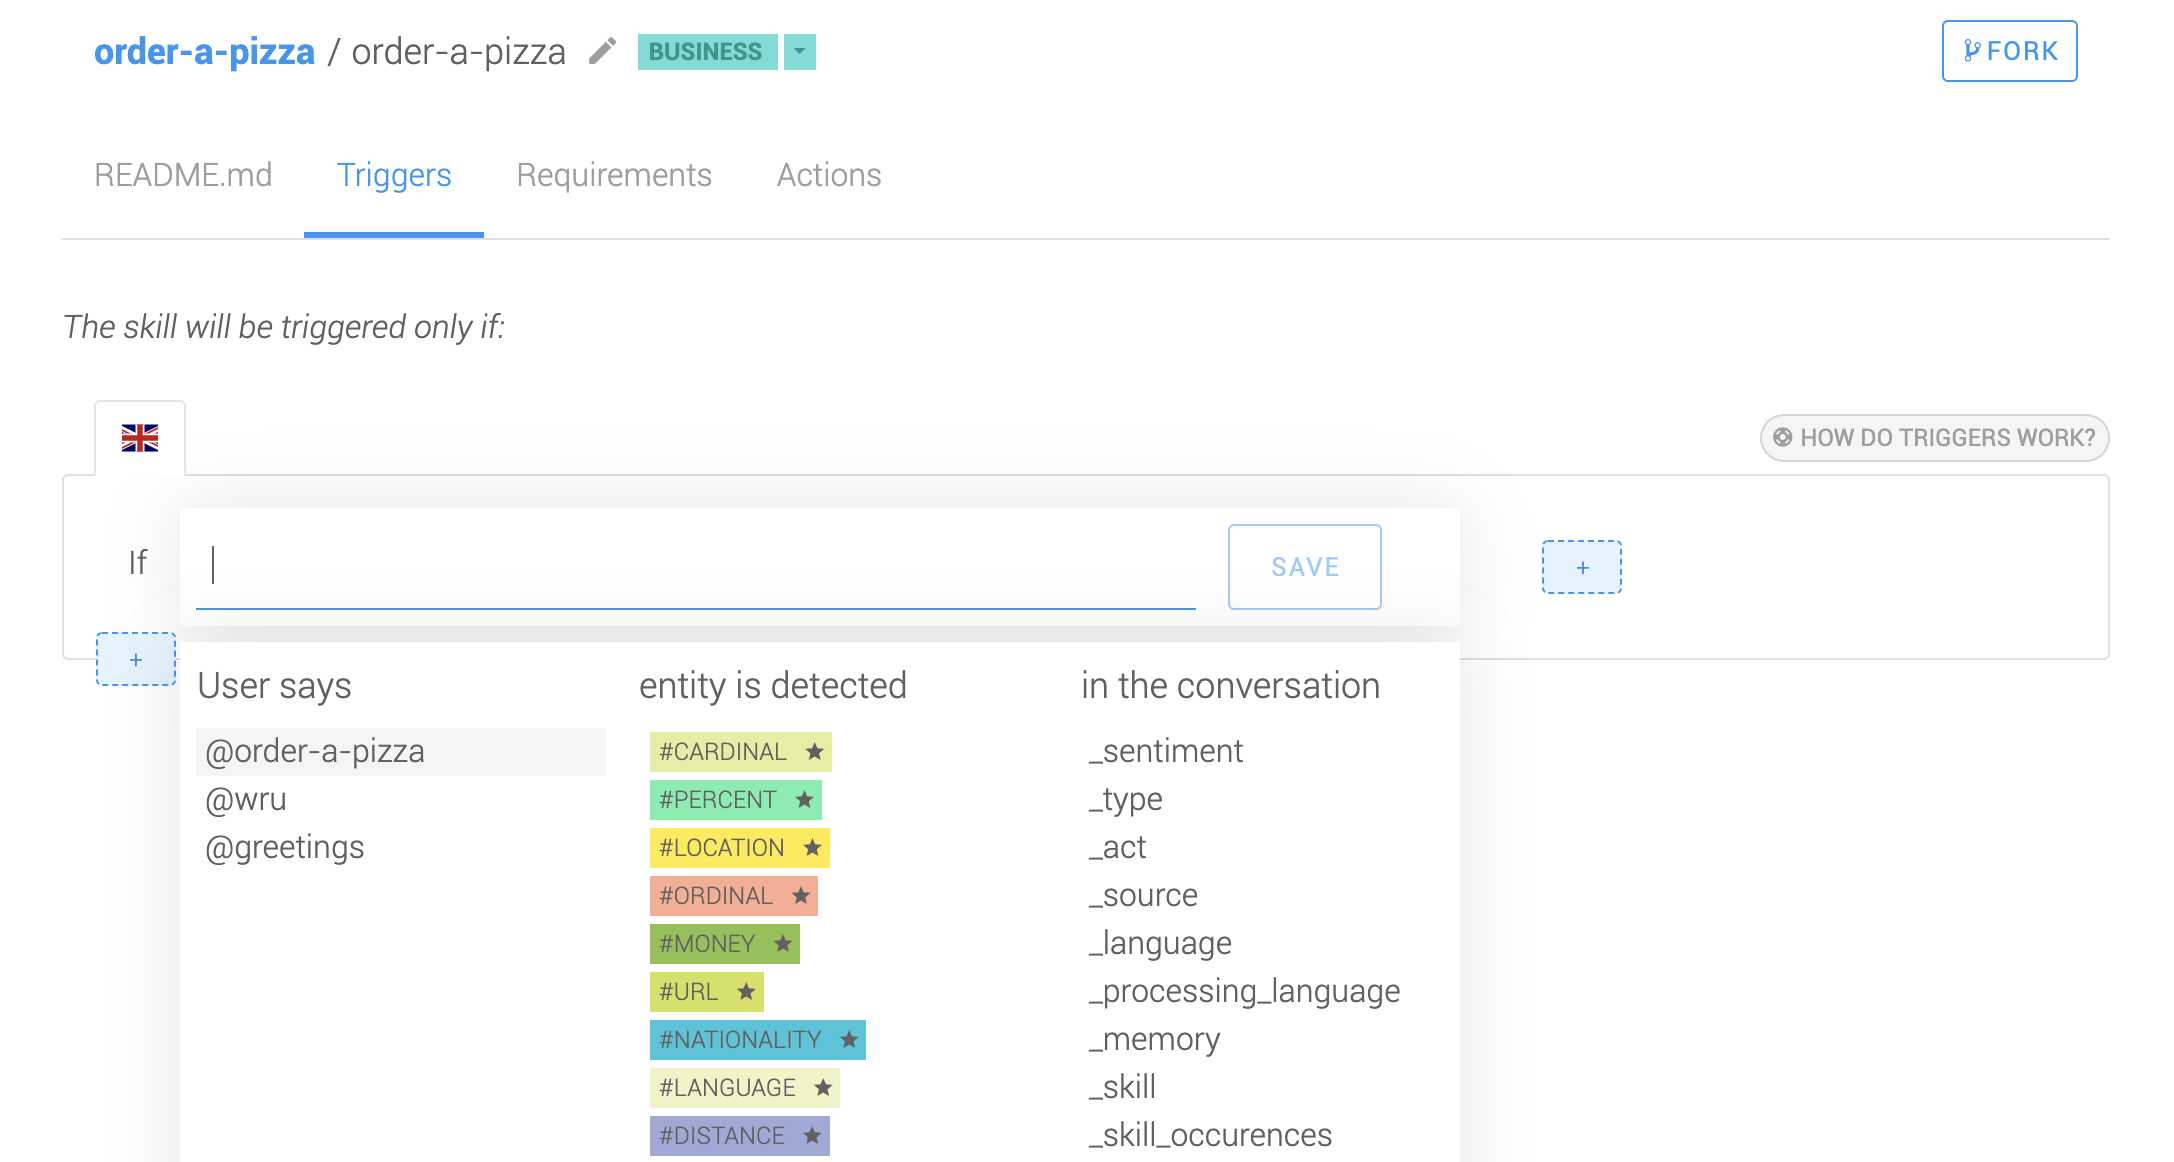 order-a-pizza / order-a-pizza BUSINESS
FORK
README.md Triggers Requirements Actions
The skill will be triggered only if:
HOW DO TRIGGERS WORK?
If
SAVE
+
+
User says
@order-a-pizza
@wru
@greetings
entity is detected
#CARDINAL
#PERCENT
#LOCATION
#ORDINAL
#MONEY
#URL
#NATIONALITY
#LANGUAGE
#DISTANCE
in the conversation
_sentiment
_type
_act
_source
_language
_processing_language
_memory
_skill
_skill_occurences